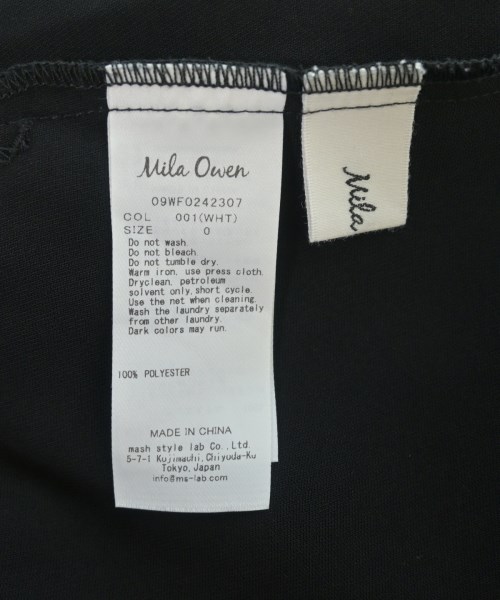 Mila Owen
09WF0242307
COL 001(WHT)
SIZE 0
Do not wash.
Do not bleach.
Do not tumble dry.
Warm iron, use press cloth.
Dryclean, petroleum
solvent only, short cycle.
Use the net when cleaning.
Wash the laundry separately
from other laundry.
Dark colors may run.
100% POLYESTER
MADE IN CHINA
mash style lab Co., Ltd.
5-7-1 Kojimachi, Chiyoda-Ku
Tokyo, Japan
info@ms-lab.com
Mila